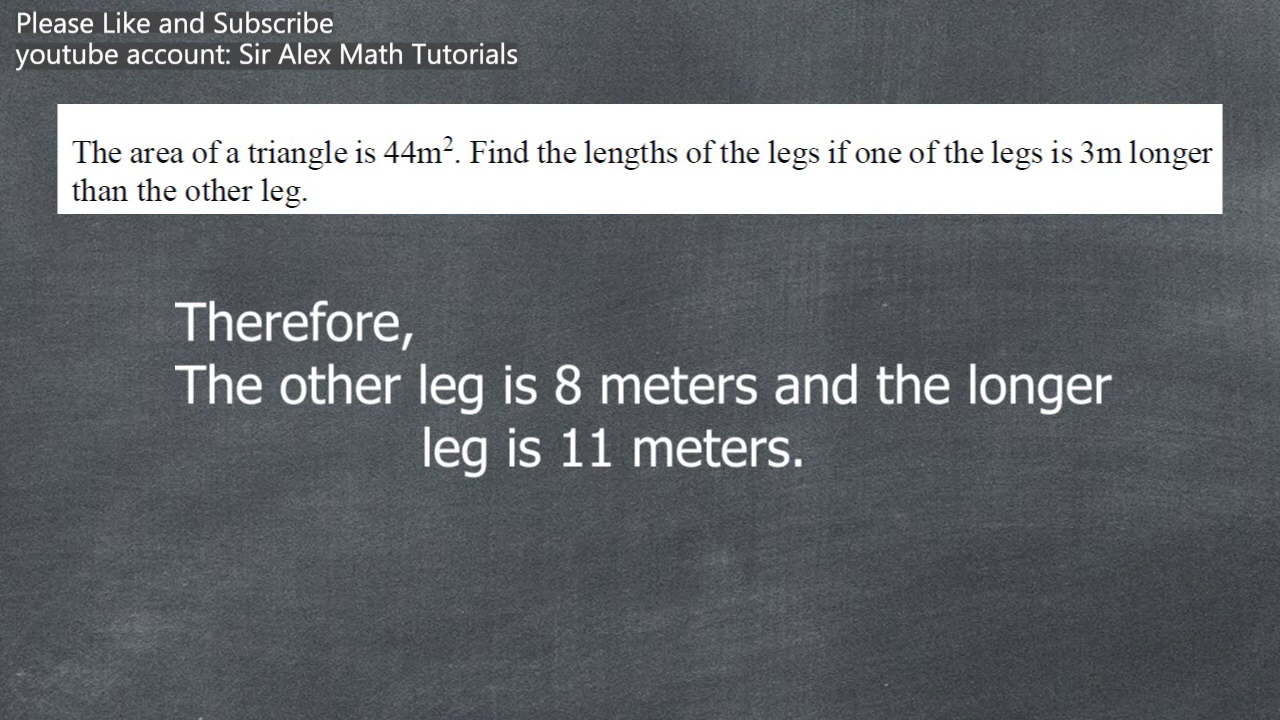 Please Like and Subscribe
youtube account: Sir Alex Math Tutorials
The area of a triangle is 44m². Find the lengths of the legs if one of the legs is 3m longer
than the other leg.
Therefore,
The other leg is 8 meters and the longer
leg is 11 meters.